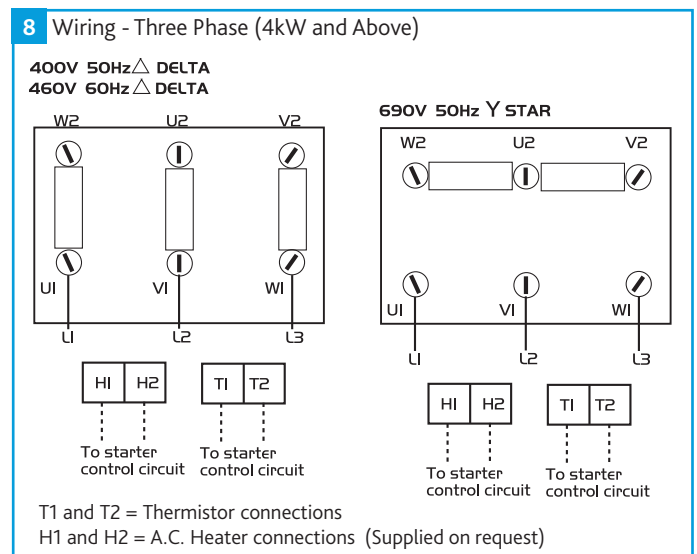 8 Wiring - Three Phase (4kW and Above)
400V 50Hz △ DELTA
460V 60Hz △ DELTA
W2 U2 V2
U1 V1 W1
L1 L2 L3
H1 H2 T1 T2
To starter
control circuit
To starter
control circuit
690V 50Hz Y STAR
W2 U2 V2
U1 V1 W1
L1 L2 L3
H1 H2 T1 T2
To starter
control circuit
To starter
control circuit
T1 and T2 = Thermistor connections
H1 and H2 = A.C. Heater connections (Supplied on request)